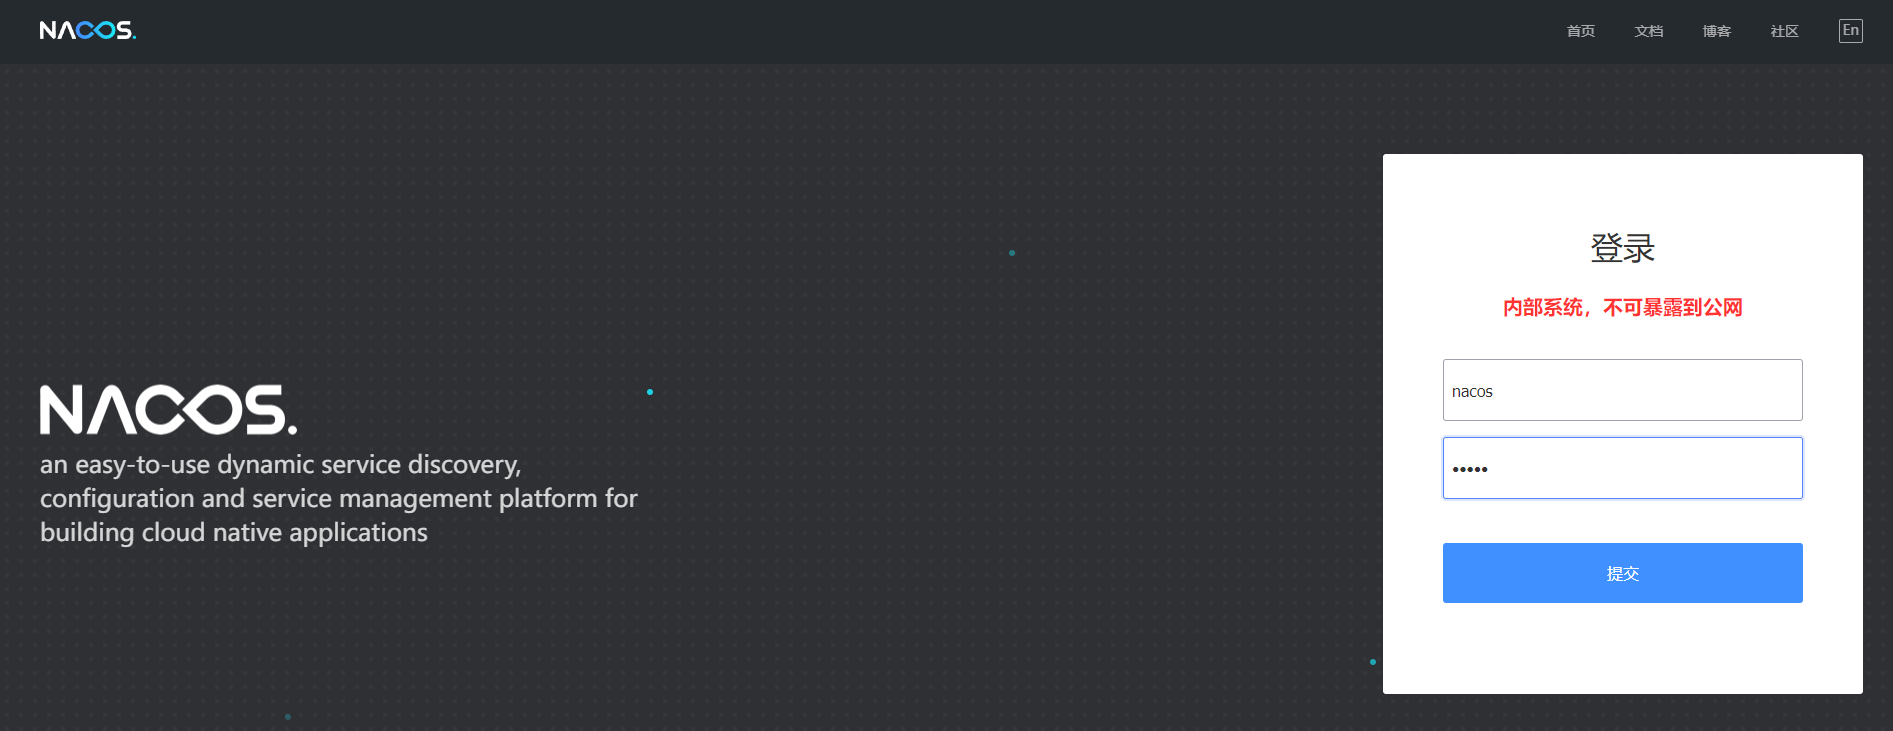 NACOS.
首页
文档
博客
社区
En
登录
内部系统，不可暴露到公网
nacos
•••••
提交
NACOS.
an easy-to-use dynamic service discovery,
configuration and service management platform for
building cloud native applications